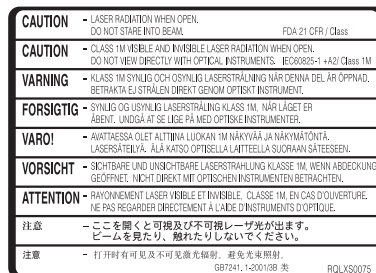 CAUTION - LASER RADIATION WHEN OPEN.
DO NOT STARE INTO BEAM. FDA 21 CFR / Class
CAUTION - CLASS 1M VISIBLE AND INVISIBLE LASER RADIATION WHEN OPEN.
DO NOT VIEW DIRECTLY WITH OPTICAL INSTRUMENTS. IEC60825-1 +A2/ Class 1M
VARNING - KLASS 1M SYNLIG OCH OSYNLIG LASERSTRÅLNING NÄR DENNA DEL ÄR ÖPPNAD.
BETRAKTA EJ STRÅLEN DIREKT GENOM OPTISKT INSTRUMENT.
FORSIGTIG - SYNLIG OG USYNLIG LASERSTRÅLING KLASS 1M, NÅR LÅGET ER
ÅBENT. UNDGÅ AT SE LIGE PÅ MED OPTISKE INSTRUMENTER.
VARO! - AVATTAESSA OLET ALTTIINA LUOKAN 1M NÄKYVÄÄ JA NÄKYMÄTÖNTÄ
LASERSÄTEILYÄ. ÄLÄ KATSO OPTISELLA LAITTEELLA SUORAAN SÄTEESEEN.
VORSICHT - SICHTBARE UND UNSICHTBARE LASERSTRAHLUNG KLASSE 1M, WENN ABDECKUNG
GEÖFFNET. NICHT DIREKT MIT OPTISCHEN INSTRUMENTEN BETRACHTEN.
ATTENTION - RAYONNEMENT LASER VISIBLE ET INVISIBLE, CLASSE 1M, EN CAS D'OUVERTURE.
NE PAS REGARDER DIRECTEMENT À L'AIDE D'INSTRUMENTS D'OPTIQUE.
注意 - ここを開くと可視及び不可視レーザ光が出ます。
ビームを見たり、触れたりしないでください。
注意 - 打开时有可见及不可见激光辐射。避免光束照射。
GB7247.1-2001/3B 类 RQLXS0075